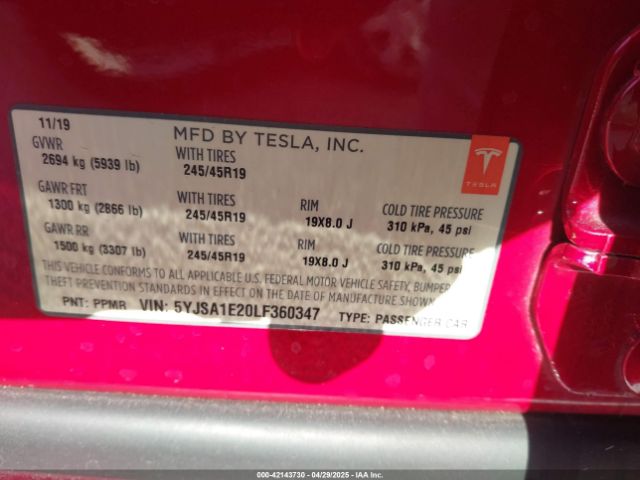 11/19 MFD BY TESLA, INC.
GVWR WITH TIRES
2694 kg (5939 lb) 245/45R19
TESLA
GAWR FRT WITH TIRES RIM COLD TIRE PRESSURE
1300 kg (2866 lb) 245/45R19 19X8.0 J 310 kPa, 45 psi
GAWR RR WITH TIRES RIM COLD TIRE PRESSURE
1500 kg (3307 lb) 245/45R19 19X8.0 J 310 kPa, 45 psi
THIS VEHICLE CONFORMS TO ALL APPLICABLE U.S. FEDERAL MOTOR VEHICLE SAFETY, BUMPER,
THEFT PREVENTION STANDARDS IN EFFECT ON THE DATE OF MANUFACTURE SHOWN ABOVE.
PNT: PPMR VIN: 5YJSA1E20LF360347 TYPE: PASSENGER CAR
000-42143730 - 04/29/2025 - IAA Inc.